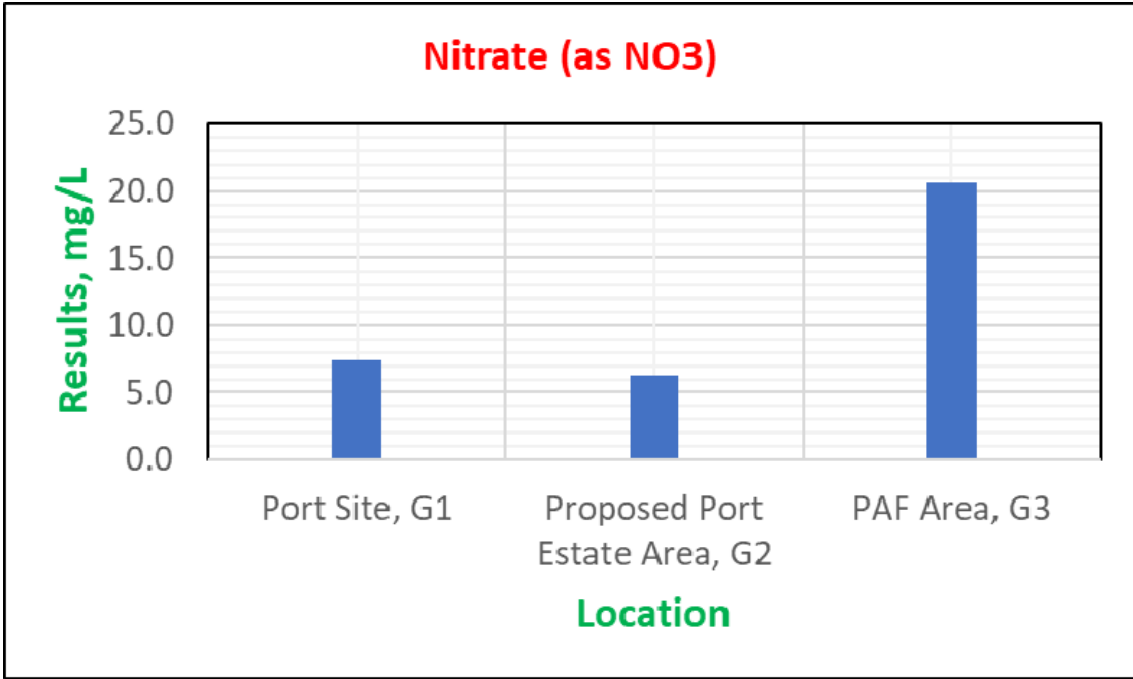 Nitrate (as NO3)
Results, mg/L
25.0
20.0
15.0
10.0
5.0
0.0
Port Site, G1
Proposed Port
Estate Area, G2
PAF Area, G3
Location